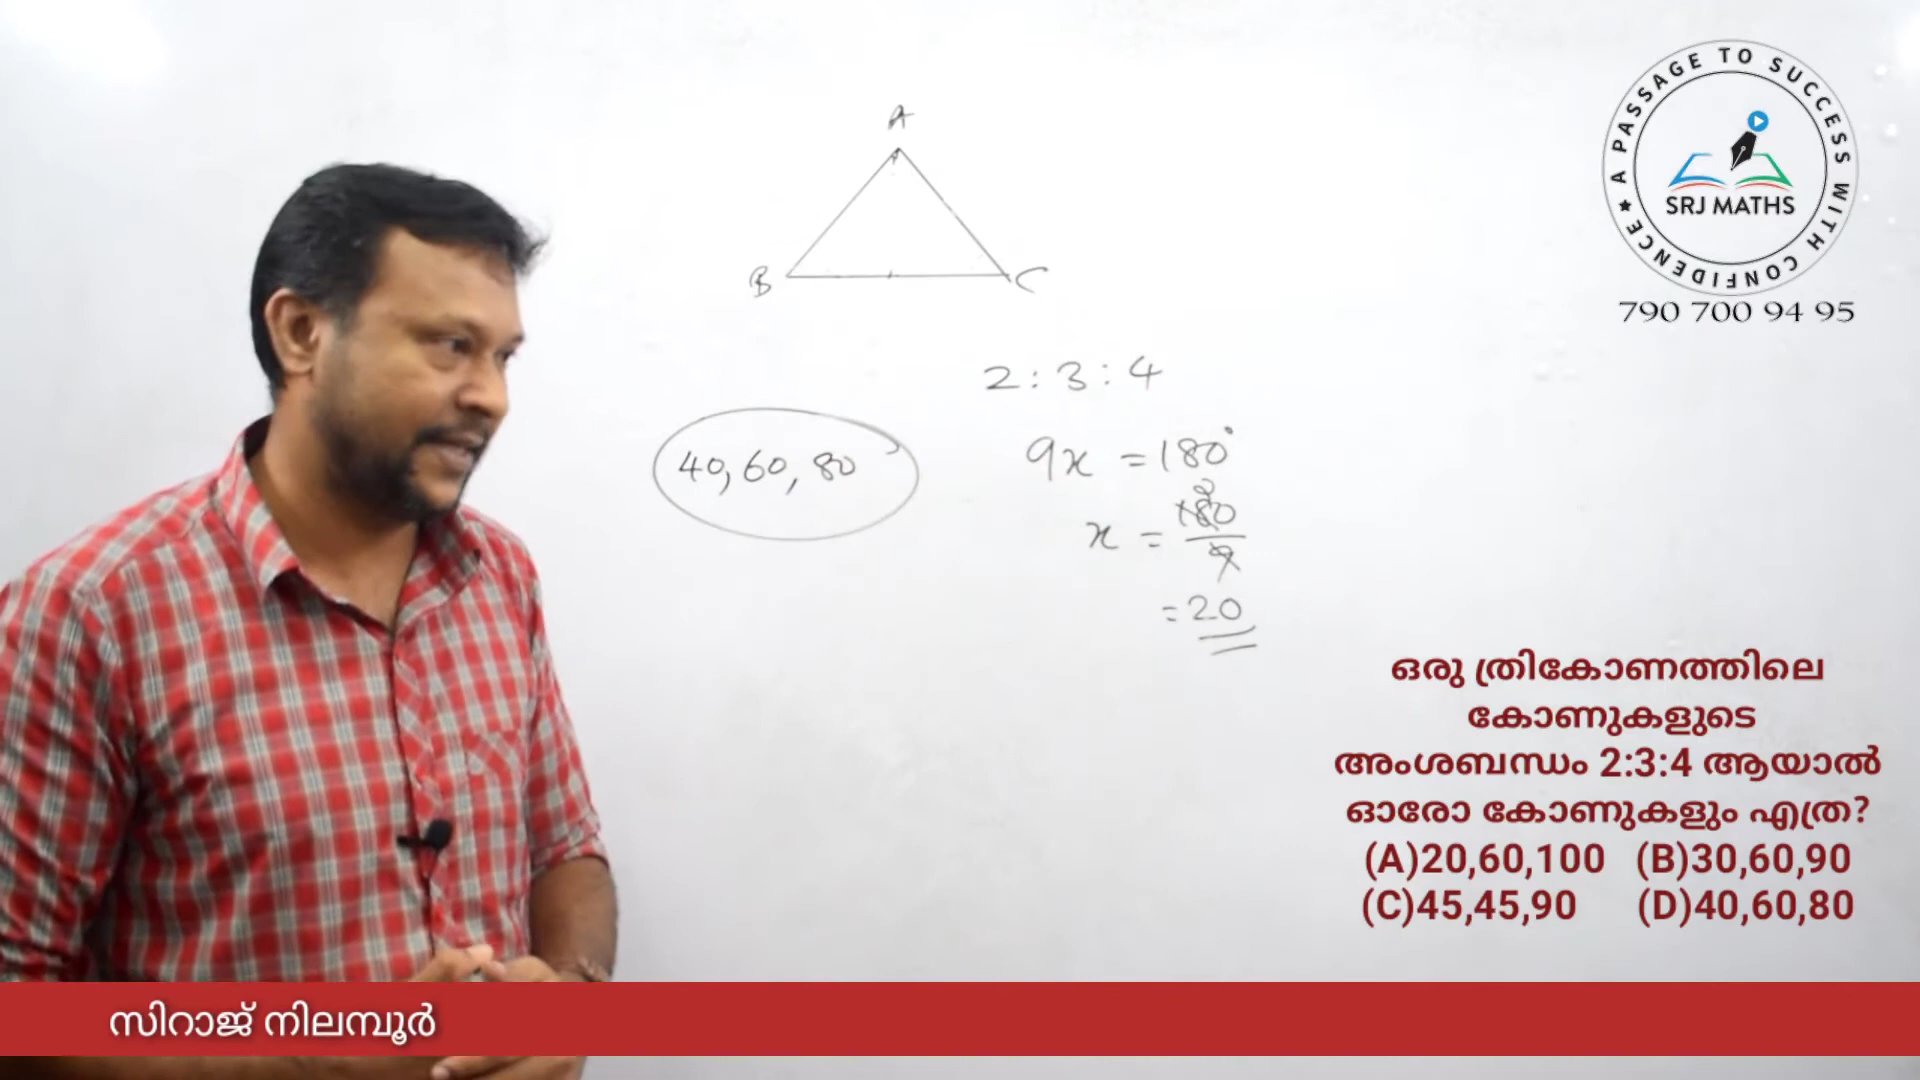 A PASSAGE TO SUCCESS WITH CONFIDENCE
SRJ MATHS
790 700 94 95
A
B C
2 : 3 : 4
40, 60, 80
9x = 180°
x = 180/9
2
= 20
ഒരു ത്രികോണത്തിലെ
കോണുകളുടെ
അംശബന്ധം 2:3:4 ആയാൽ
ഓരോ കോണുകളും എത്ര?
(A)20,60,100 (B)30,60,90
(C)45,45,90 (D)40,60,80
സിറാജ് നിലമ്പൂർ